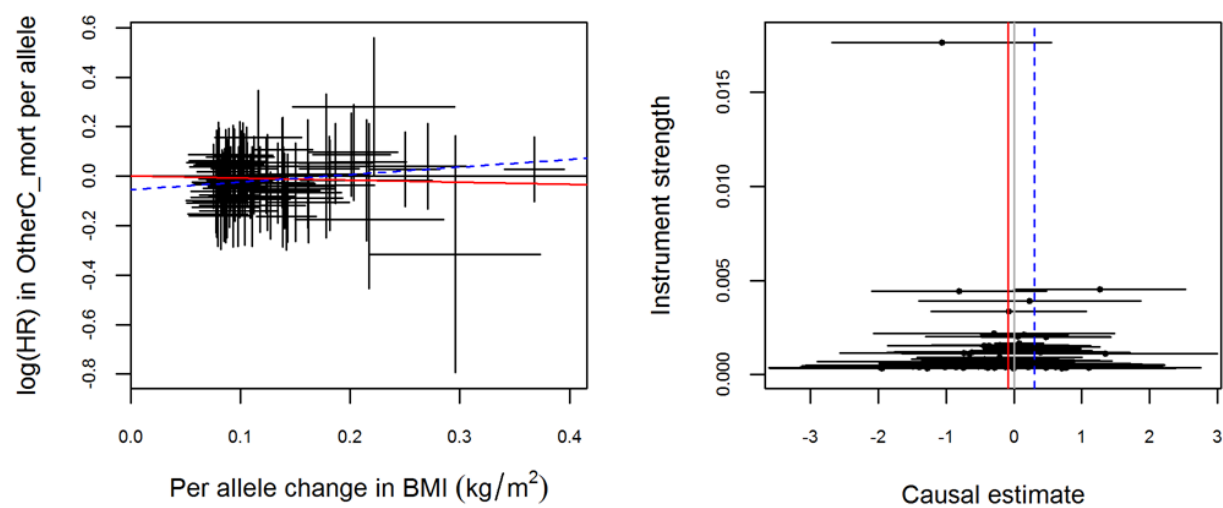 log(HR) in OtherC_mort per allele
0.6
0.4
0.2
0.0
-0.2
-0.4
-0.6
-0.8
0.0 0.1 0.2 0.3 0.4
Per allele change in BMI (kg/m²)
Instrument strength
0.015
0.010
0.005
0.000
-3 -2 -1 0 1 2 3
Causal estimate